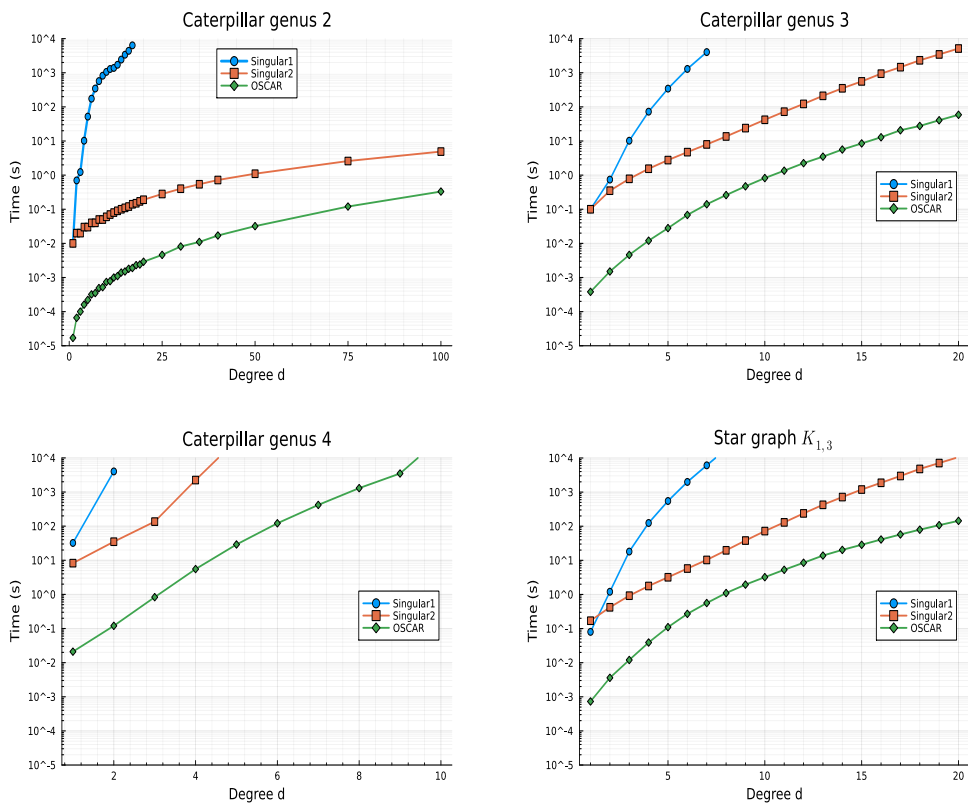 Caterpillar genus 2
10^4
10^3
10^2
10^1
10^0
10^-1
10^-2
10^-3
10^-4
10^-5
Time (s)
Singular1
Singular2
OSCAR
0 25 50 75 100
Degree d
Caterpillar genus 3
10^4
10^3
10^2
10^1
10^0
10^-1
10^-2
10^-3
10^-4
10^-5
Time (s)
Singular1
Singular2
OSCAR
5 10 15 20
Degree d
Caterpillar genus 4
10^4
10^3
10^2
10^1
10^0
10^-1
10^-2
10^-3
10^-4
10^-5
Time (s)
Singular1
Singular2
OSCAR
2 4 6 8 10
Degree d
Star graph K_{1,3}
10^4
10^3
10^2
10^1
10^0
10^-1
10^-2
10^-3
10^-4
10^-5
Time (s)
Singular1
Singular2
OSCAR
5 10 15 20
Degree d